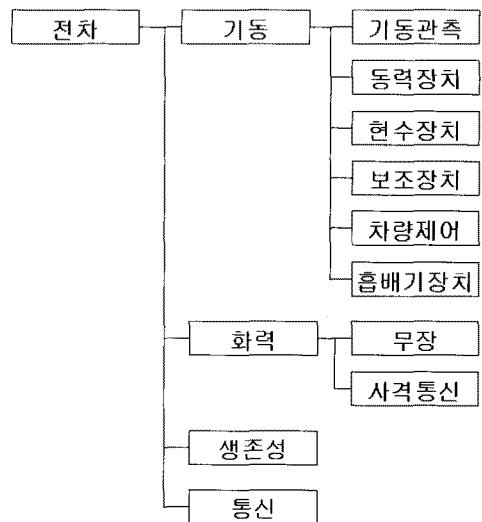 전차
기동
기동관측
동력장치
현수장치
보조장치
차량제어
흡배기장치
화력
무장
사격통신
생존성
통신